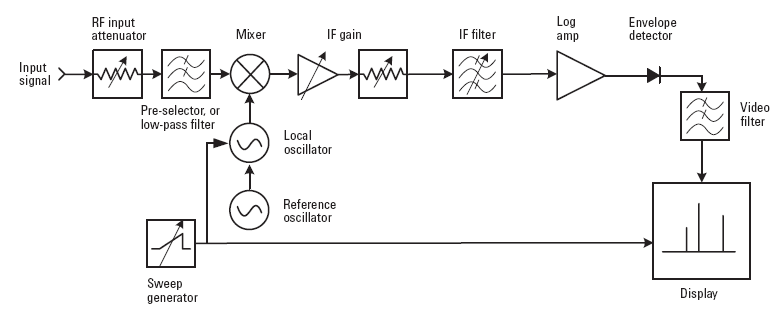 RF input
attenuator
Mixer
IF gain
IF filter
Log
amp
Envelope
detector
Input
signal
Pre-selector, or
low-pass filter
Video
filter
Local
oscillator
Reference
oscillator
Sweep
generator
Display